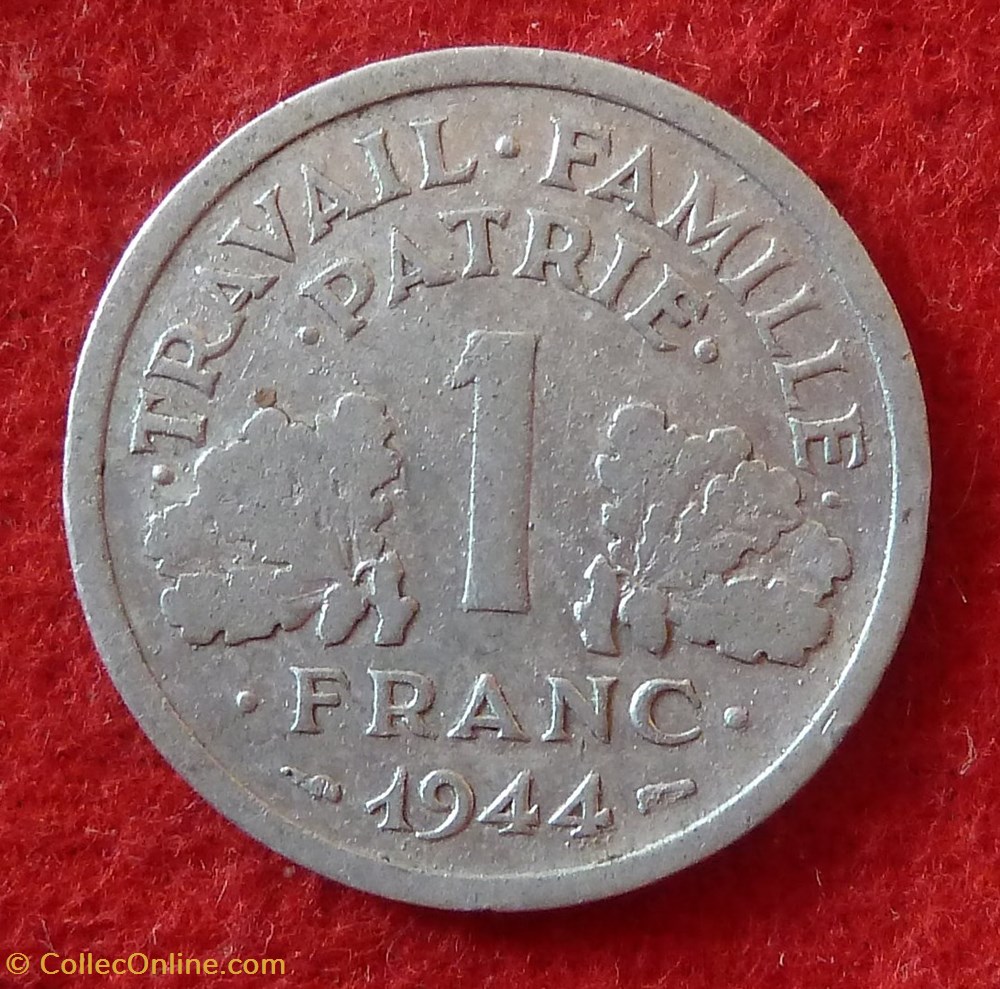 ·TRAVAIL·FAMILLE·
·PATRIE·
1
·FRANC·
1944
© CollecOnline.com